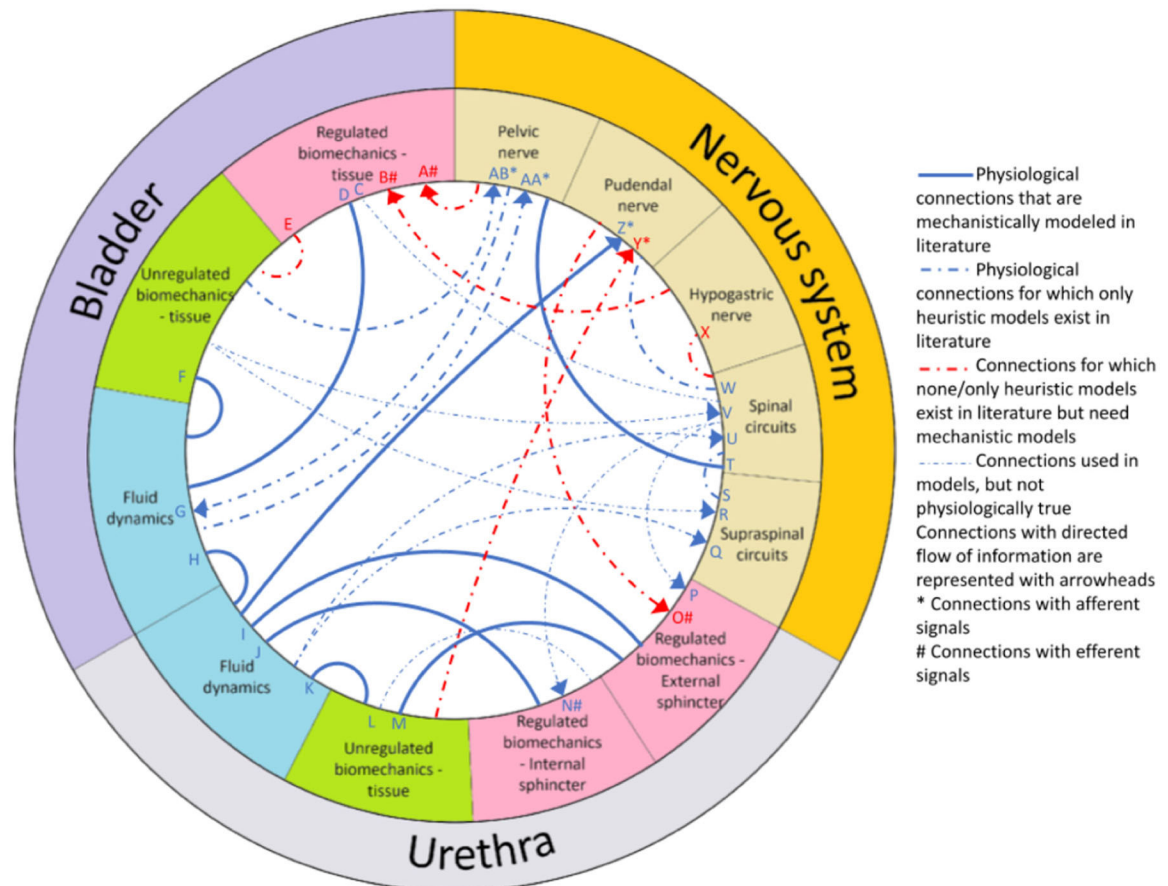 Bladder
Nervous system
Urethra
Regulated
biomechanics -
tissue
Pelvic
nerve
Pudendal
nerve
Hypogastric
nerve
Spinal
circuits
Supraspinal
circuits
Regulated
biomechanics -
External
sphincter
Regulated
biomechanics
- Internal
sphincter
Unregulated
biomechanics -
tissue
Fluid
dynamics
Fluid
dynamics
Unregulated
biomechanics
- tissue
A#
B#
C
D
E
F
G
H
I
J
K
L
M
N#
O#
P
Q
R
S
T
U
V
W
X
Y*
Z*
AA*
AB*
Physiological
connections that are
mechanistically modeled in
literature
Physiological
connections for which only
heuristic models exist in
literature
Connections for which
none/only heuristic models
exist in literature but need
mechanistic models
Connections used in
models, but not
physiologically true
Connections with directed
flow of information are
represented with arrowheads
* Connections with afferent
signals
# Connections with efferent
signals